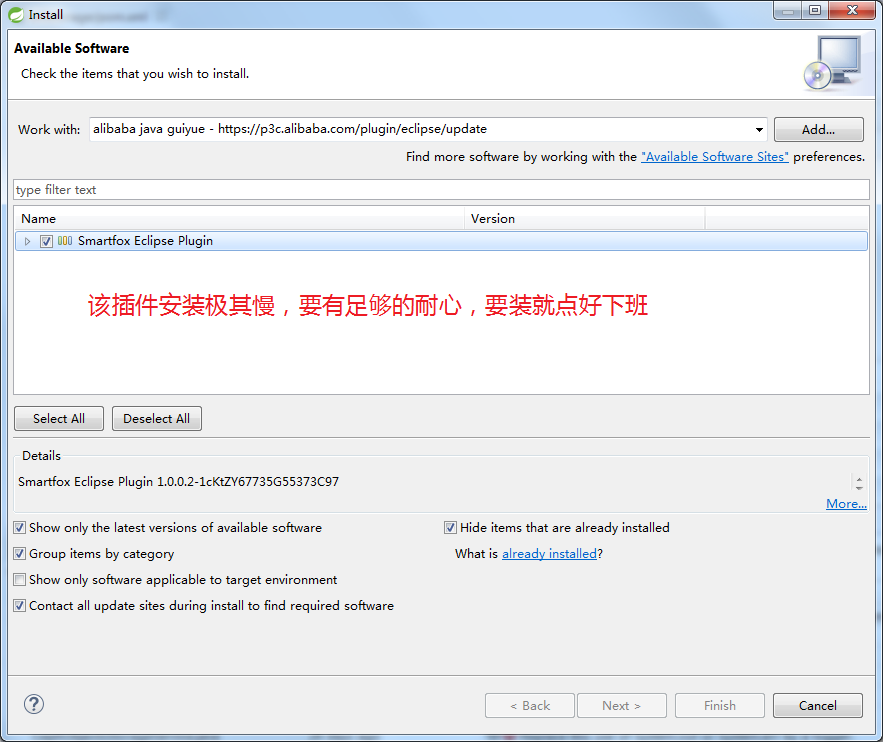 Install
Available Software
Check the items that you wish to install.
Work with: alibaba java guiyue - https://p3c.alibaba.com/plugin/eclipse/update Add...
Find more software by working with the "Available Software Sites" preferences.
type filter text
Name Version
Smartfox Eclipse Plugin
该插件安装极其慢，要有足够的耐心，要装就点好下班
Select All Deselect All
Details
Smartfox Eclipse Plugin 1.0.0.2-1cKtZY67735G55373C97
More...
Show only the latest versions of available software Hide items that are already installed
Group items by category What is already installed?
Show only software applicable to target environment
Contact all update sites during install to find required software
? < Back Next > Finish Cancel